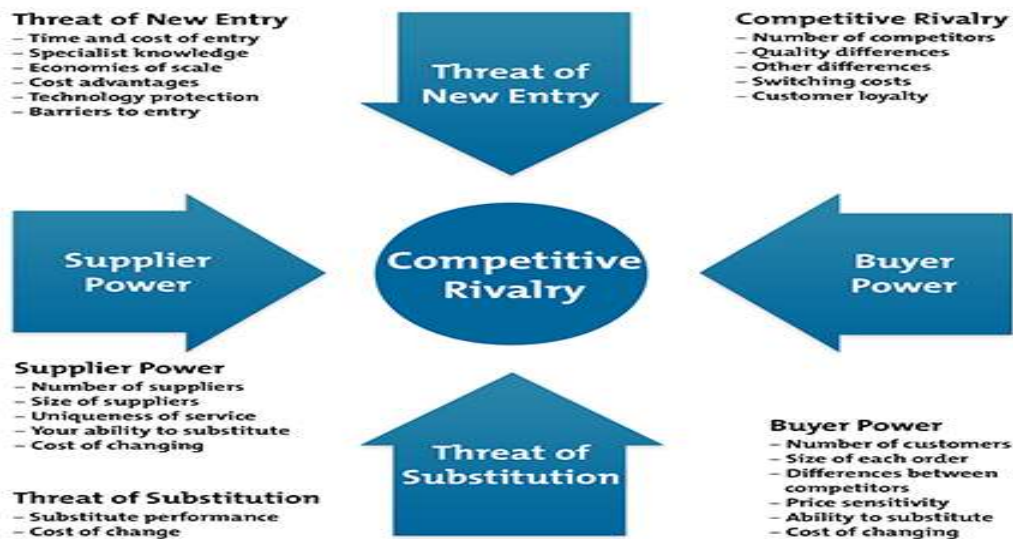 Threat of New Entry
– Time and cost of entry
– Specialist knowledge
– Economies of scale
– Cost advantages
– Technology protection
– Barriers to entry
Threat of
New Entry
Competitive Rivalry
– Number of competitors
– Quality differences
– Other differences
– Switching costs
– Customer loyalty
Supplier
Power
Competitive
Rivalry
Buyer
Power
Supplier Power
– Number of suppliers
– Size of suppliers
– Uniqueness of service
– Your ability to substitute
– Cost of changing
Threat of Substitution
– Substitute performance
– Cost of change
Threat of
Substitution
Buyer Power
– Number of customers
– Size of each order
– Differences between
competitors
– Price sensitivity
– Ability to substitute
– Cost of changing